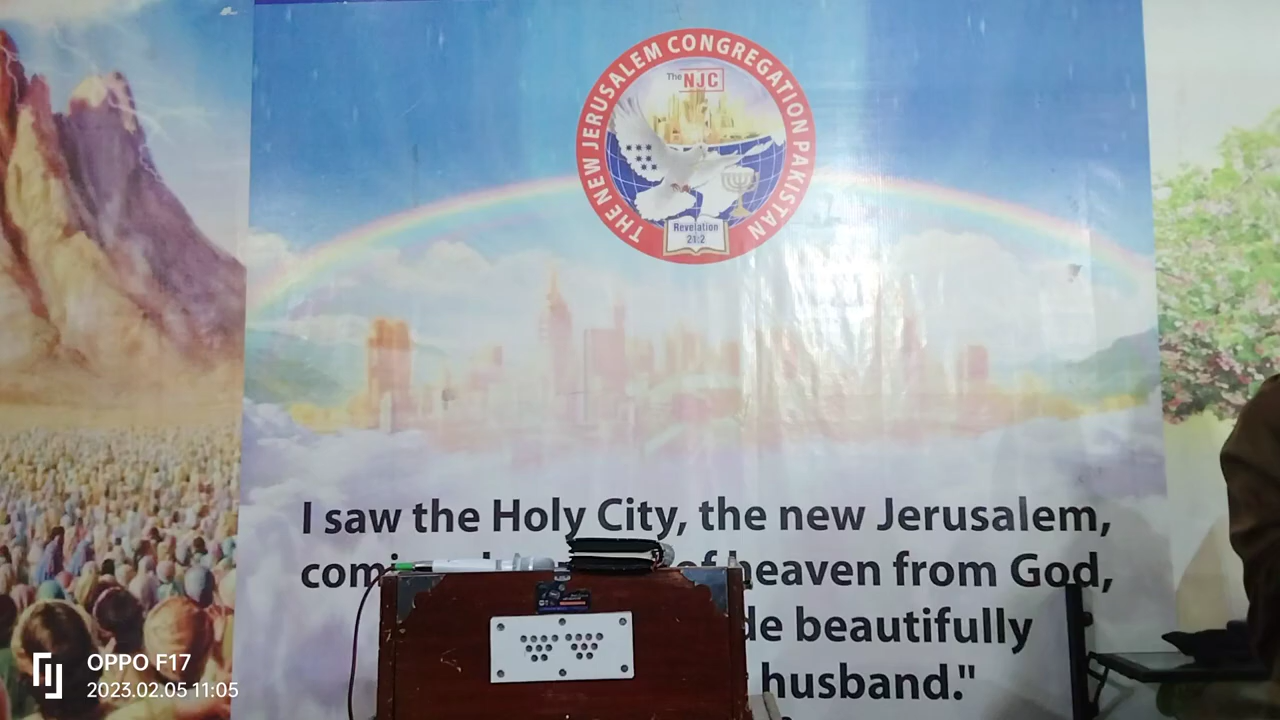 THE NEW JERUSALEM CONGREGATION PAKISTAN
The NJC
Revelation
21:2
I saw the Holy City, the new Jerusalem,
of heaven from God,
beautifully
husband."
OPPO F17
2023.02.05 11:05